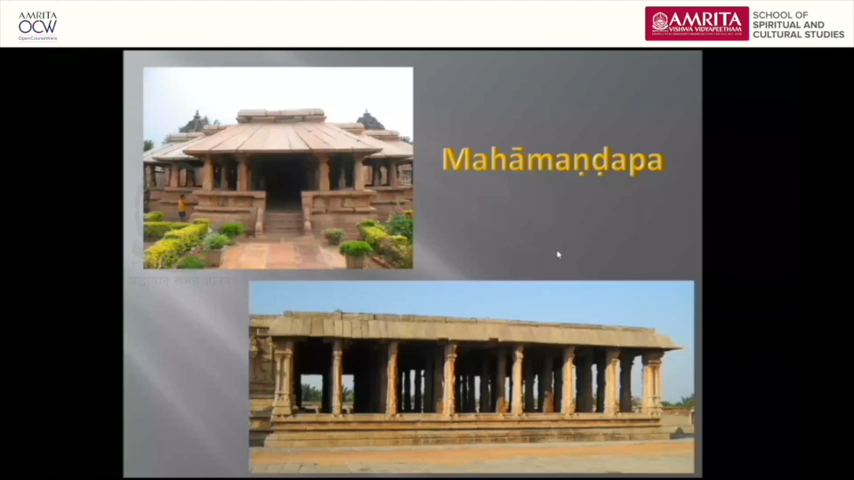 AMRITA
OCW
OpenCourseWare
AMRITA
VISHWA VIDYAPEETHAM
SCHOOL OF
SPIRITUAL AND
CULTURAL STUDIES
Mahāmaṇḍapa